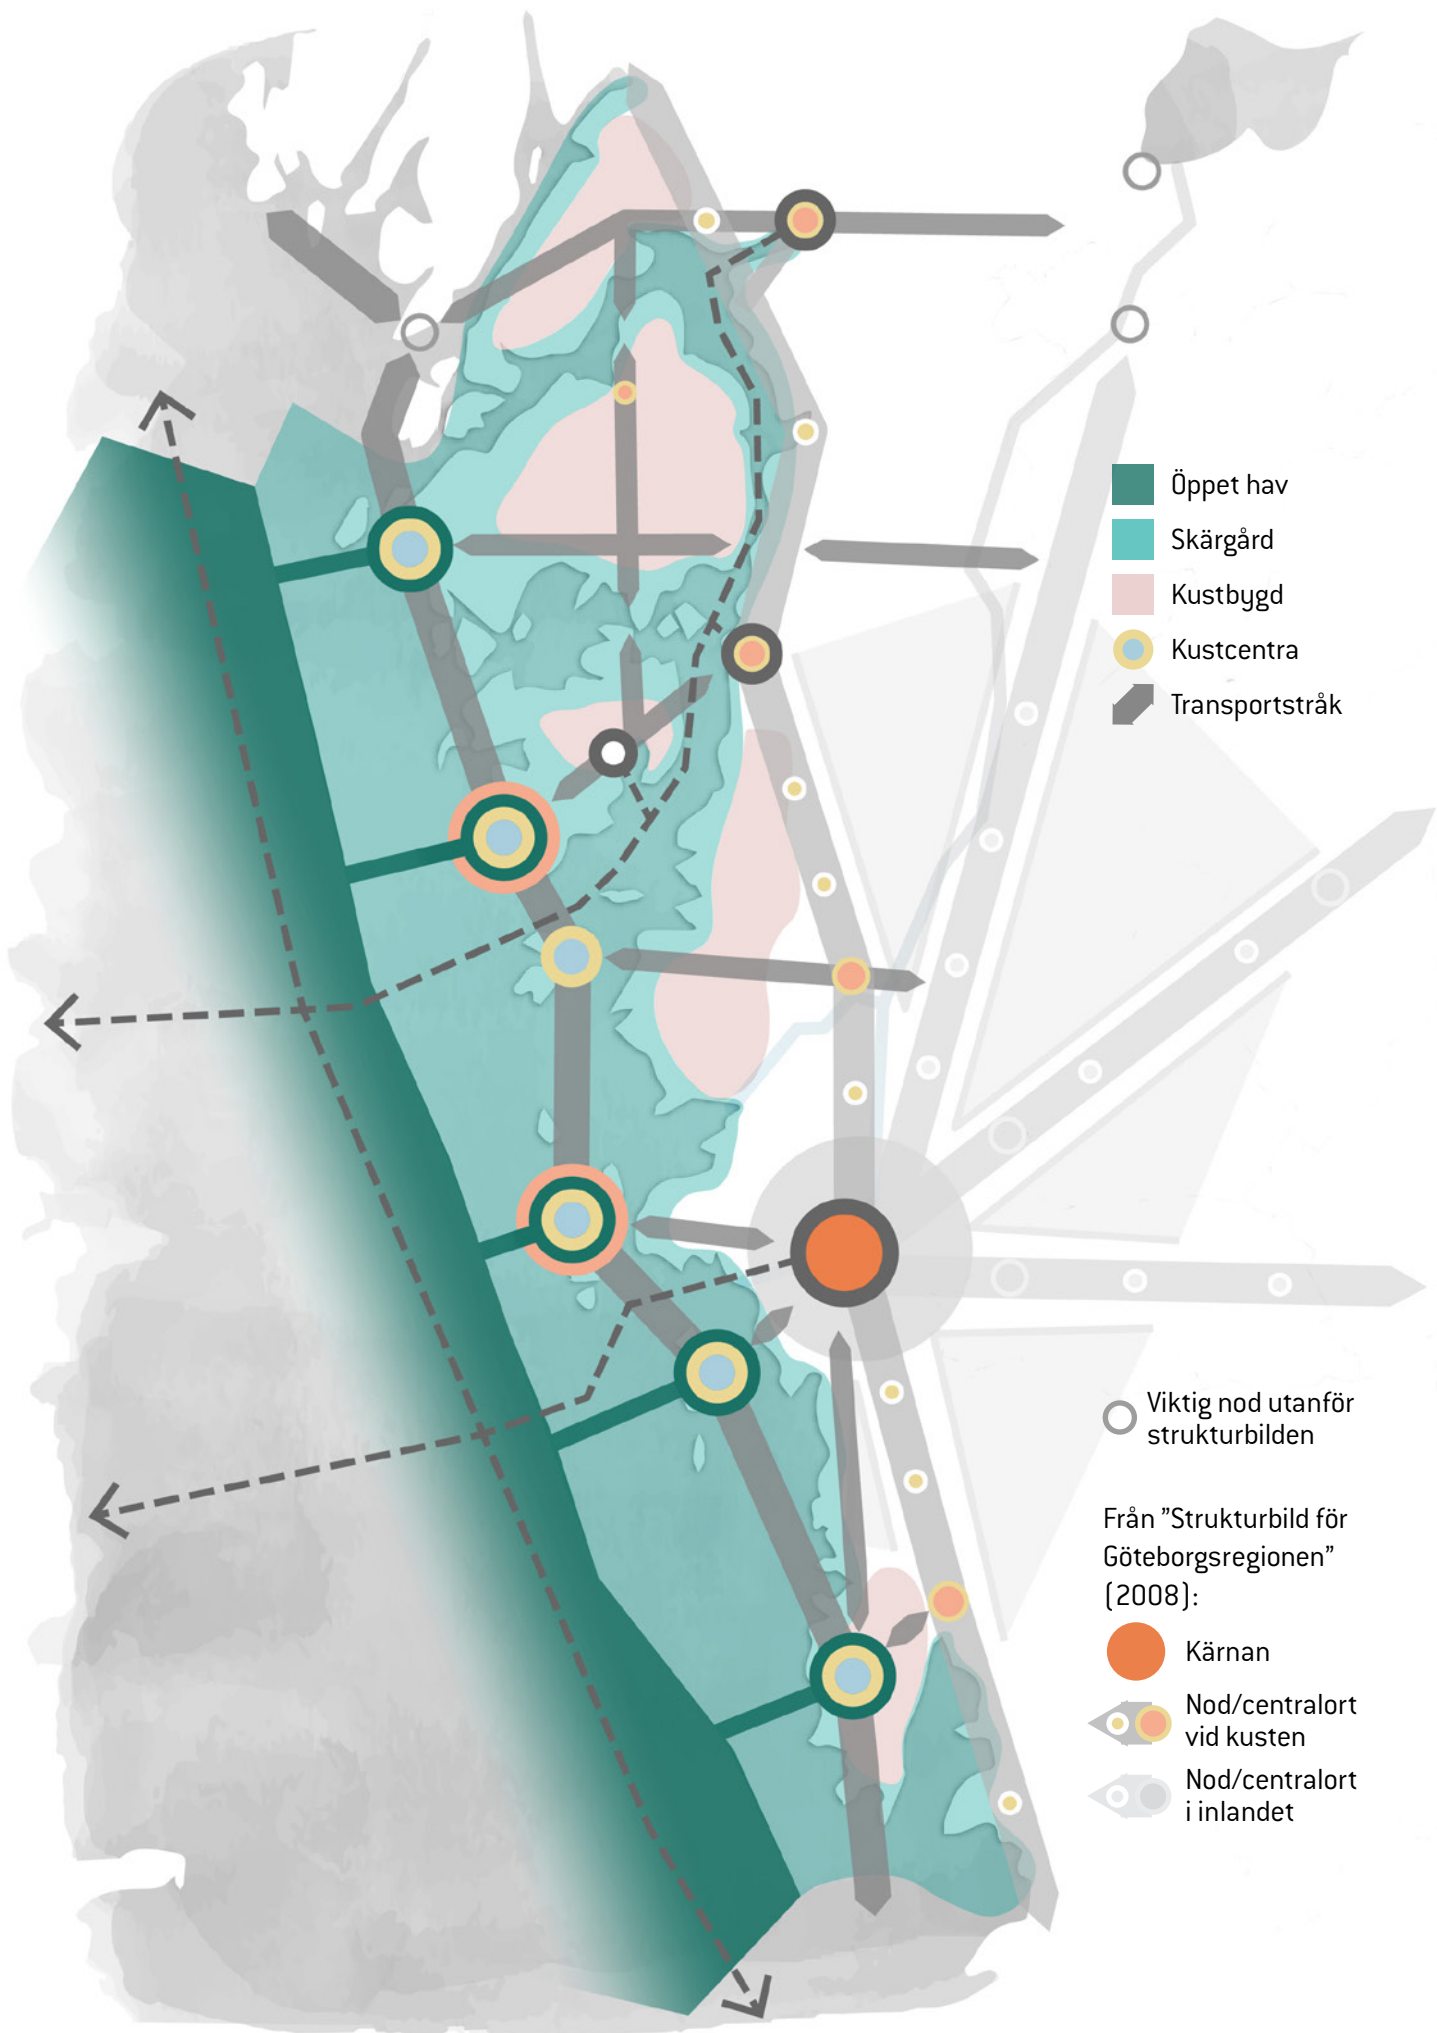 Öppet hav
Skärgård
Kustbygd
Kustcentra
Transportstråk
Viktig nod utanför
strukturbilden
Från ”Strukturbild för
Göteborgsregionen”
(2008):
Kärnan
Nod/centralort
vid kusten
Nod/centralort
i inlandet